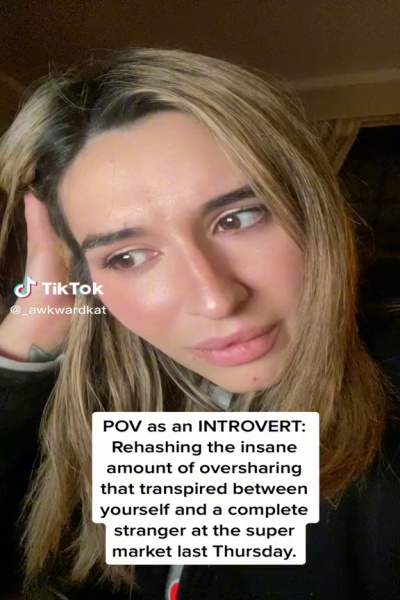 TikTok
@_awkwardkat
POV as an INTROVERT:
Rehashing the insane
amount of oversharing
that transpired between
yourself and a complete
stranger at the super
market last Thursday.